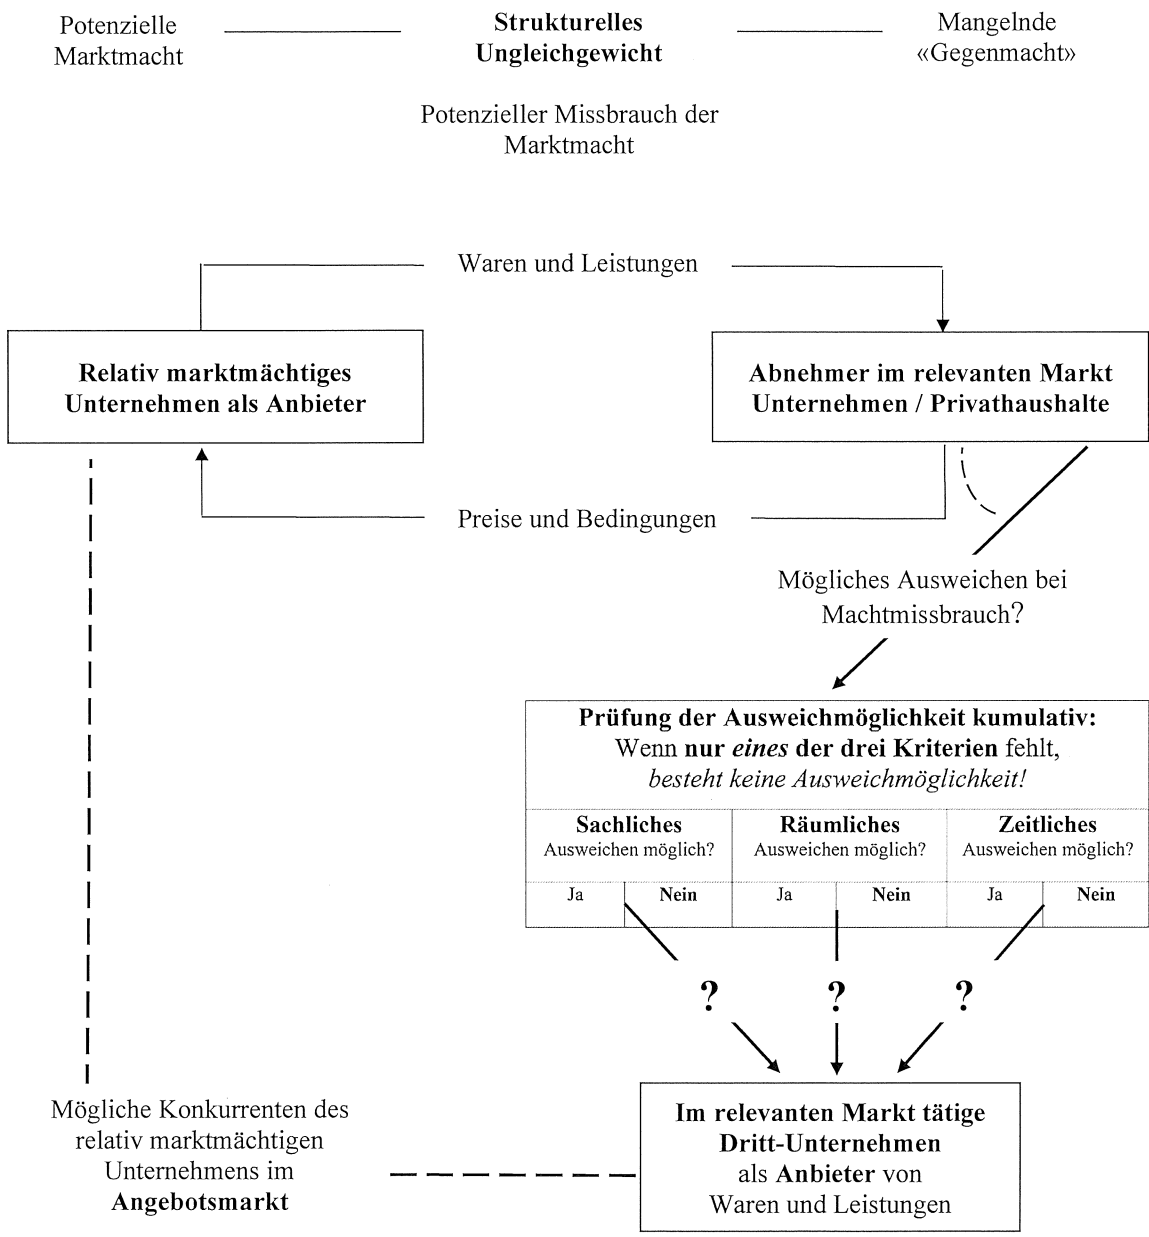 Potenzielle
Marktmacht
Strukturelles
Ungleichgewicht
Mangelnde
«Gegenmacht»
Potenzieller Missbrauch der
Marktmacht
Waren und Leistungen
Relativ marktmächtiges
Unternehmen als Anbieter
Abnehmer im relevanten Markt
Unternehmen / Privathaushalte
Preise und Bedingungen
Mögliches Ausweichen bei
Machtmissbrauch?
Prüfung der Ausweichmöglichkeit kumulativ:
Wenn nur eines der drei Kriterien fehlt,
besteht keine Ausweichmöglichkeit!
Sachliches
Ausweichen möglich?
Räumliches
Ausweichen möglich?
Zeitliches
Ausweichen möglich?
Ja
Nein
Ja
Nein
Ja
Nein
?
?
?
Mögliche Konkurrenten des
relativ marktmächtigen
Unternehmens im
Angebotsmarkt
Im relevanten Markt tätige
Dritt-Unternehmen
als Anbieter von
Waren und Leistungen